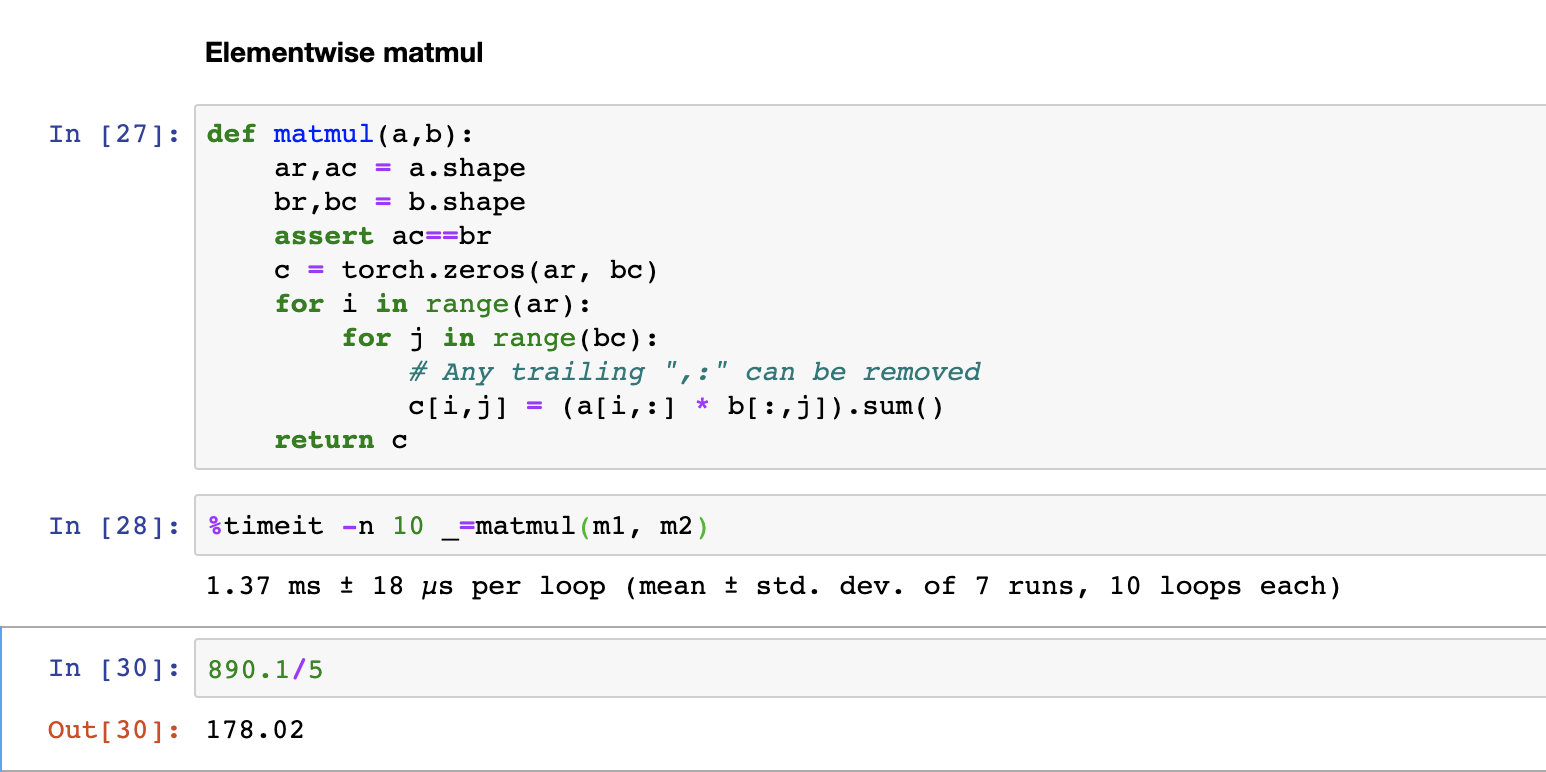 Elementwise matmul
In [27]: def matmul(a,b):
    ar,ac = a.shape
    br,bc = b.shape
    assert ac==br
    c = torch.zeros(ar, bc)
    for i in range(ar):
        for j in range(bc):
            # Any trailing ",:" can be removed
            c[i,j] = (a[i,:] * b[:,j]).sum()
    return c
In [28]: %timeit -n 10 _=matmul(m1, m2)
1.37 ms ± 18 µs per loop (mean ± std. dev. of 7 runs, 10 loops each)
In [30]: 890.1/5
Out[30]: 178.02